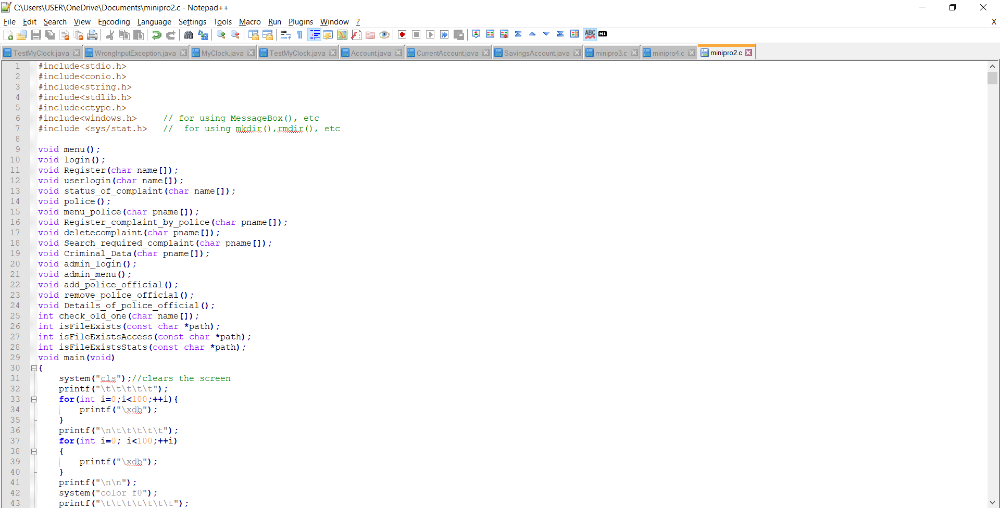 C:\Users\USER\OneDrive\Documents\minipro2.c - Notepad++
File Edit Search View Encoding Language Settings Tools Macro Run Plugins Window ? X
TestMyClock.java WrongInputException.java MyClock.java TestMyClock.java Account.java CurrentAccount.java SavingsAccount.java minipro3.c minipro4.c minipro2.c
1 #include<stdio.h>
2 #include<conio.h>
3 #include<string.h>
4 #include<stdlib.h>
5 #include<ctype.h>
6 #include<windows.h> // for using MessageBox(), etc
7 #include <sys/stat.h> // for using mkdir(),rmdir(), etc
8
9 void menu();
10 void login();
11 void Register(char name[]);
12 void userlogin(char name[]);
13 void status_of_complaint(char name[]);
14 void police();
15 void menu_police(char pname[]);
16 void Register_complaint_by_police(char pname[]);
17 void deletecomplaint(char pname[]);
18 void Search_required_complaint(char pname[]);
19 void Criminal_Data(char pname[]);
20 void admin_login();
21 void admin_menu();
22 void add_police_official();
23 void remove_police_official();
24 void Details_of_police_official();
25 int check_old_one(char name[]);
26 int isFileExists(const char *path);
27 int isFileExistsAccess(const char *path);
28 int isFileExistsStats(const char *path);
29 void main(void)
30 {
31 system("cls");//clears the screen
32 printf("\t\t\t\t\t");
33 for(int i=0;i<100;++i){
34 printf("\xdb");
35 }
36 printf("\n\t\t\t\t\t");
37 for(int i=0; i<100;++i)
38 {
39 printf("\xdb");
40 }
41 printf("\n\n");
42 system("color f0");
43 printf("\t\t\t\t\t\t\t");